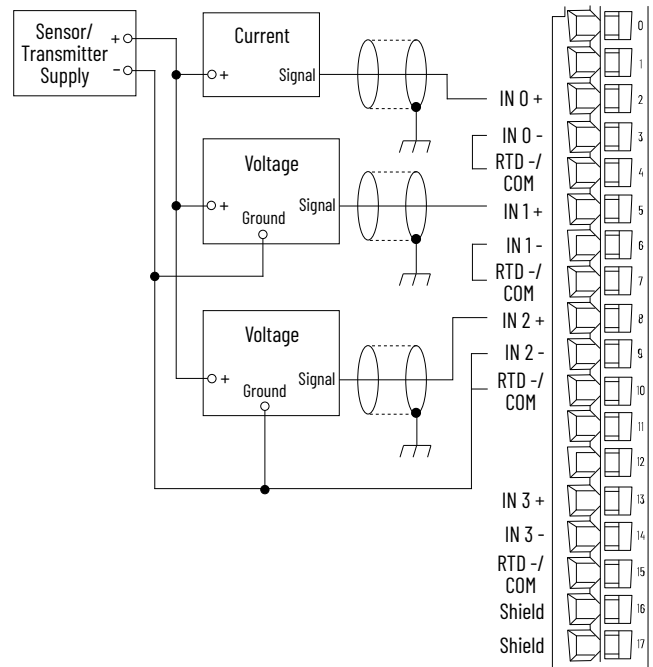 Sensor/
Transmitter
Supply
+
-
Current
+
Signal
Voltage
+
Signal
Ground
Voltage
+
Signal
Ground
IN 0 +
IN 0 -
RTD -/
COM
IN 1 +
IN 1 -
RTD -/
COM
IN 2 +
IN 2 -
RTD -/
COM
IN 3 +
IN 3 -
RTD -/
COM
Shield
Shield
0
1
2
3
4
5
6
7
8
9
10
11
12
13
14
15
16
17